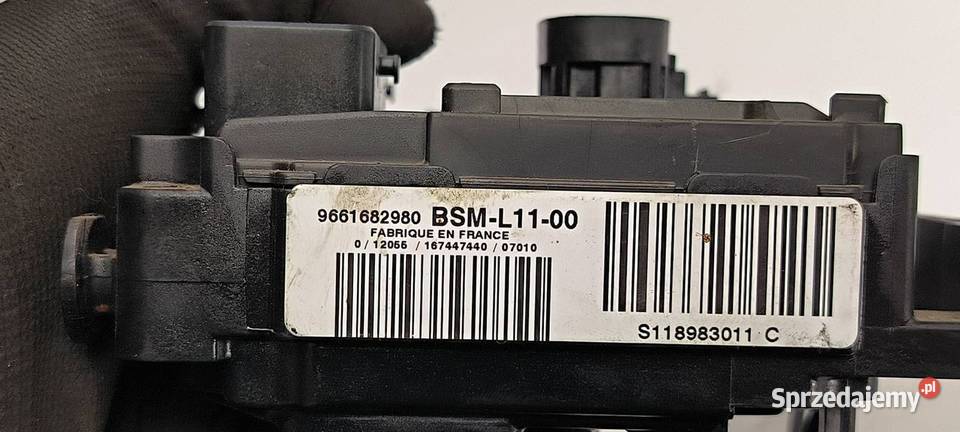 9661682980 BSM-L11-00
FABRIQUE EN FRANCE
0 / 12055 / 167447440 / 07010
S118983011 C
Sprzedajemy.pl